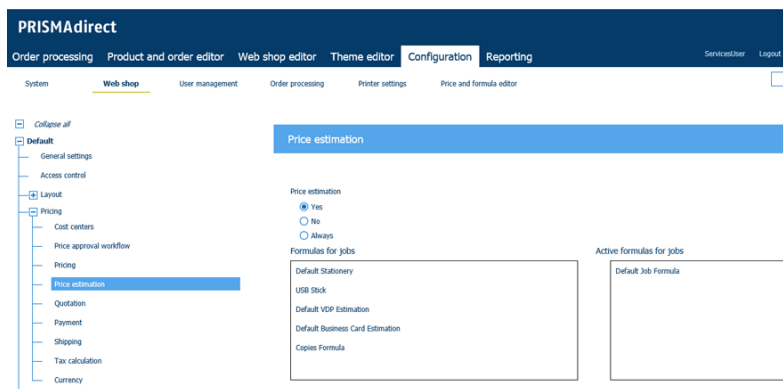 PRISMAdirect
Order processing Product and order editor Web shop editor Theme editor Configuration Reporting ServicesUser Logout
System Web shop User management Order processing Printer settings Price and formula editor
Collapse all
Default
General settings
Access control
Layout
Pricing
Cost centers
Price approval workflow
Pricing
Price estimation
Quotation
Payment
Shipping
Tax calculation
Currency
Price estimation
Price estimation
Yes
No
Always
Formulas for jobs
Default Stationery
USB Stick
Default VDP Estimation
Default Business Card Estimation
Copies Formula
Active formulas for jobs
Default Job Formula